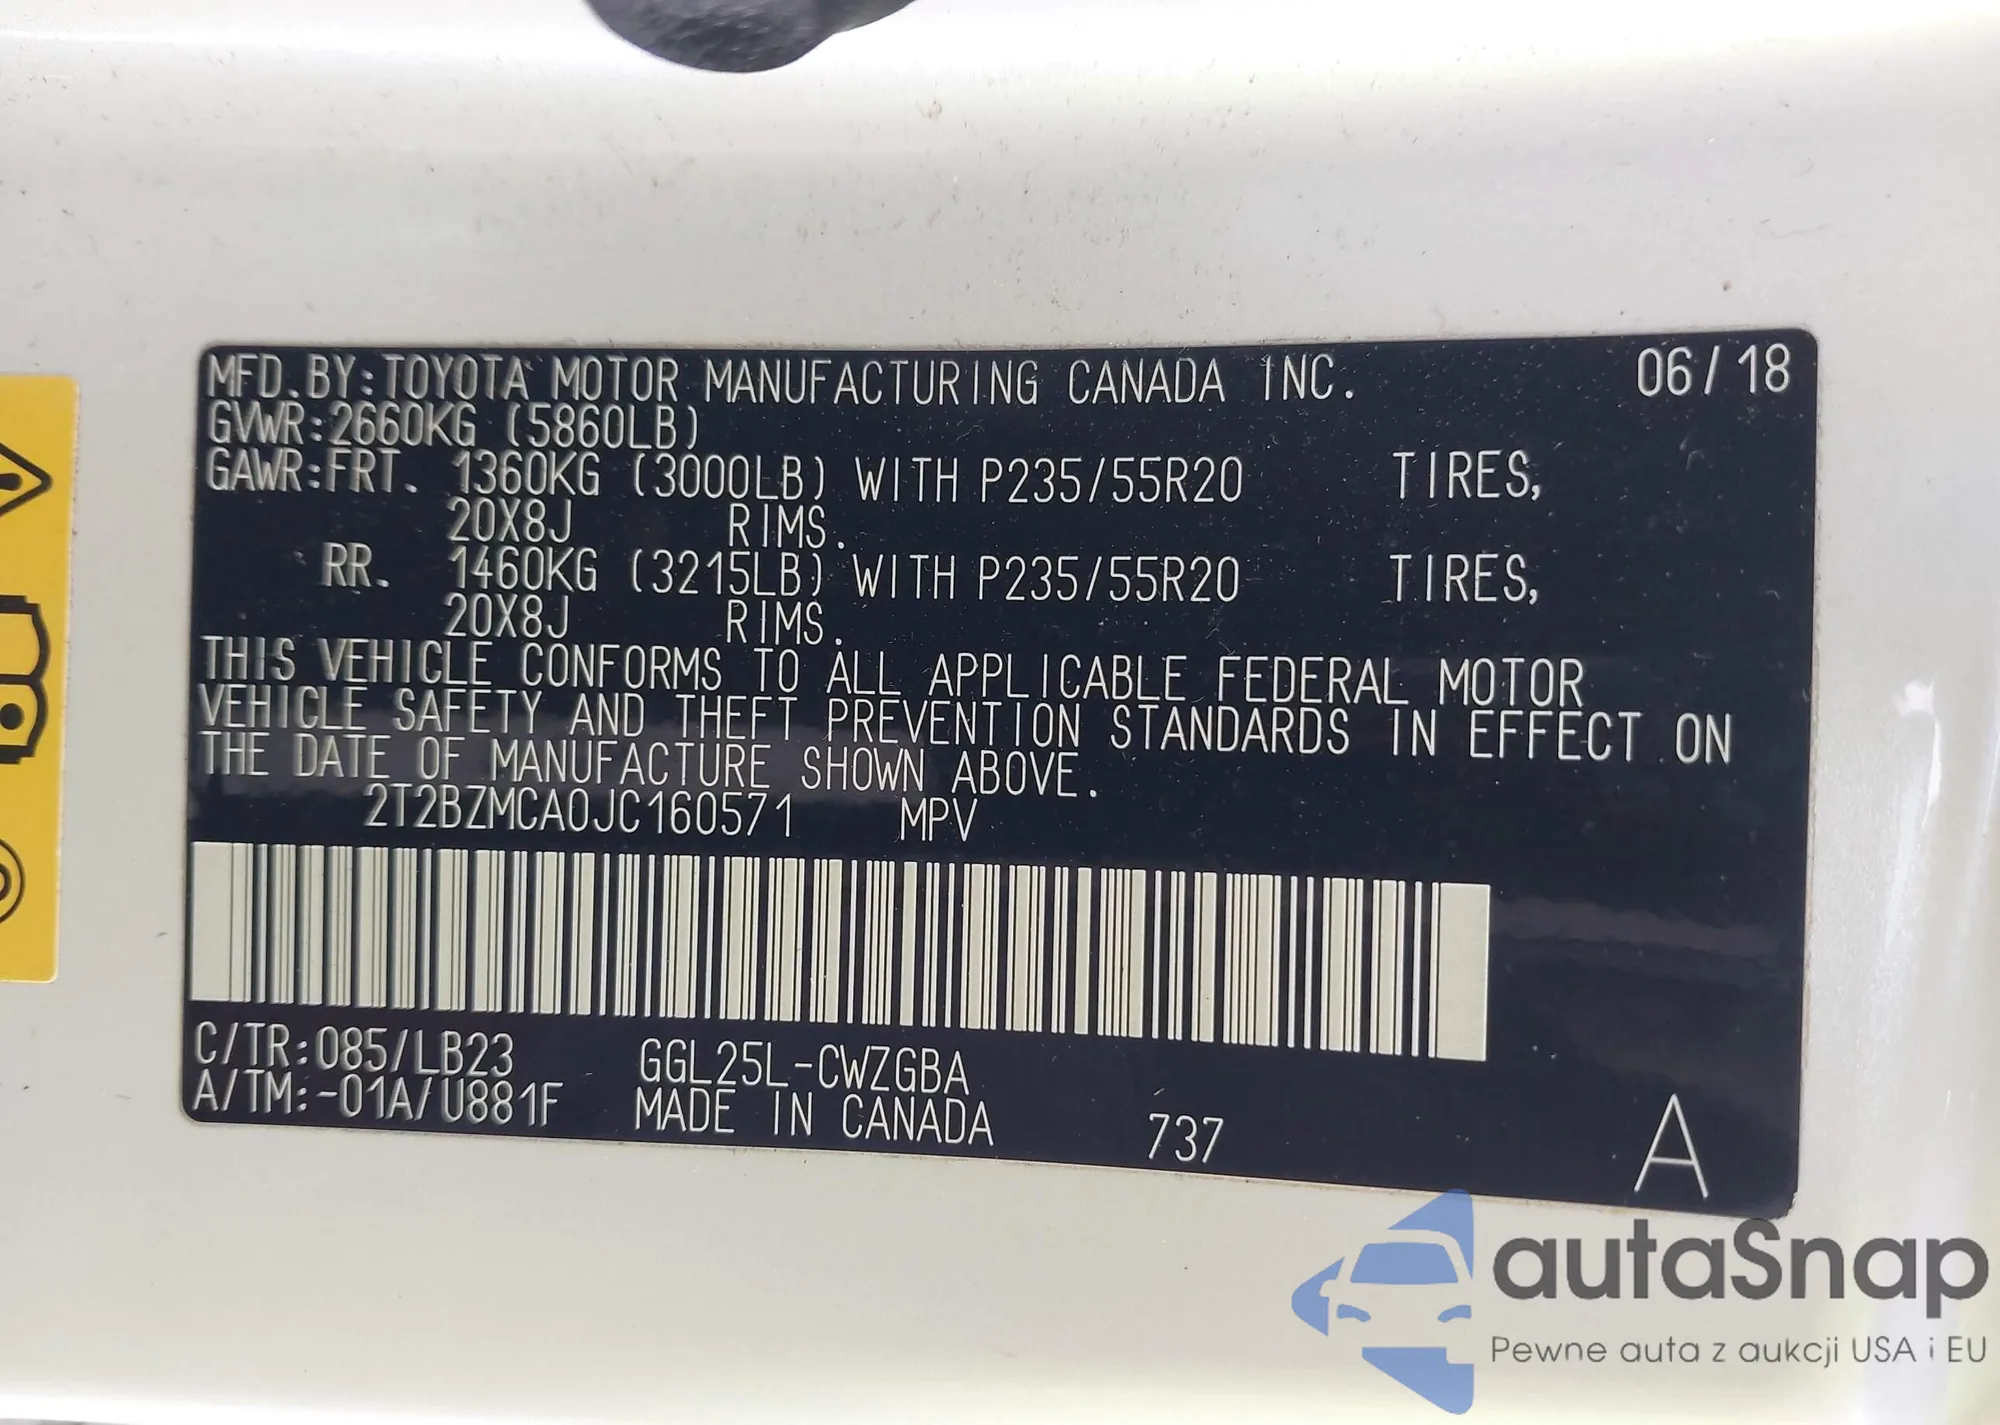 MFD.BY:TOYOTA MOTOR MANUFACTURING CANADA INC. 06/18
GVWR:2660KG (5860LB)
GAWR:FRT. 1360KG (3000LB) WITH P235/55R20 TIRES,
20X8J RIMS.
RR. 1460KG (3215LB) WITH P235/55R20 TIRES,
20X8J RIMS.
THIS VEHICLE CONFORMS TO ALL APPLICABLE FEDERAL MOTOR
VEHICLE SAFETY AND THEFT PREVENTION STANDARDS IN EFFECT ON
THE DATE OF MANUFACTURE SHOWN ABOVE.
2T2BZMCA0JC160571 MPV
C/TR:085/LB23 GGL25L-CWZGBA
A/TM:-01A/U881F MADE IN CANADA 737 A
autaSnap
Pewne auta z aukcji USA i EU